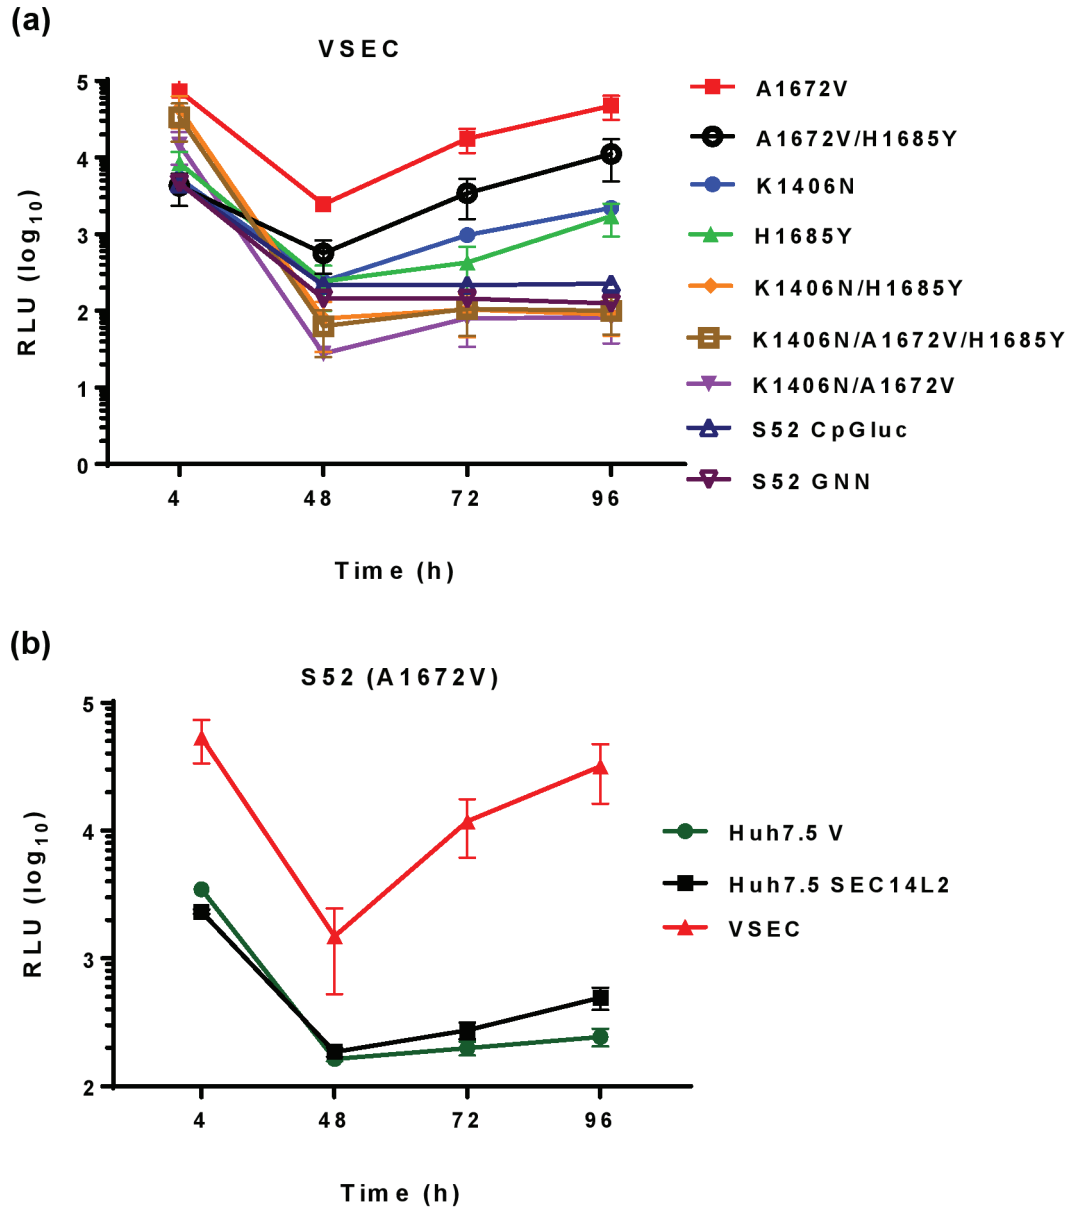 (a)
VSEC
RLU (log10)
5
4
3
2
1
0
4
48
72
96
Time (h)
A1672V
A1672V/H1685Y
K1406N
H1685Y
K1406N/H1685Y
K1406N/A1672V/H1685Y
K1406N/A1672V
S52 CpGluc
S52 GNN
(b)
S52 (A1672V)
RLU (log10)
5
4
3
2
4
48
72
96
Time (h)
Huh7.5 V
Huh7.5 SEC14L2
VSEC